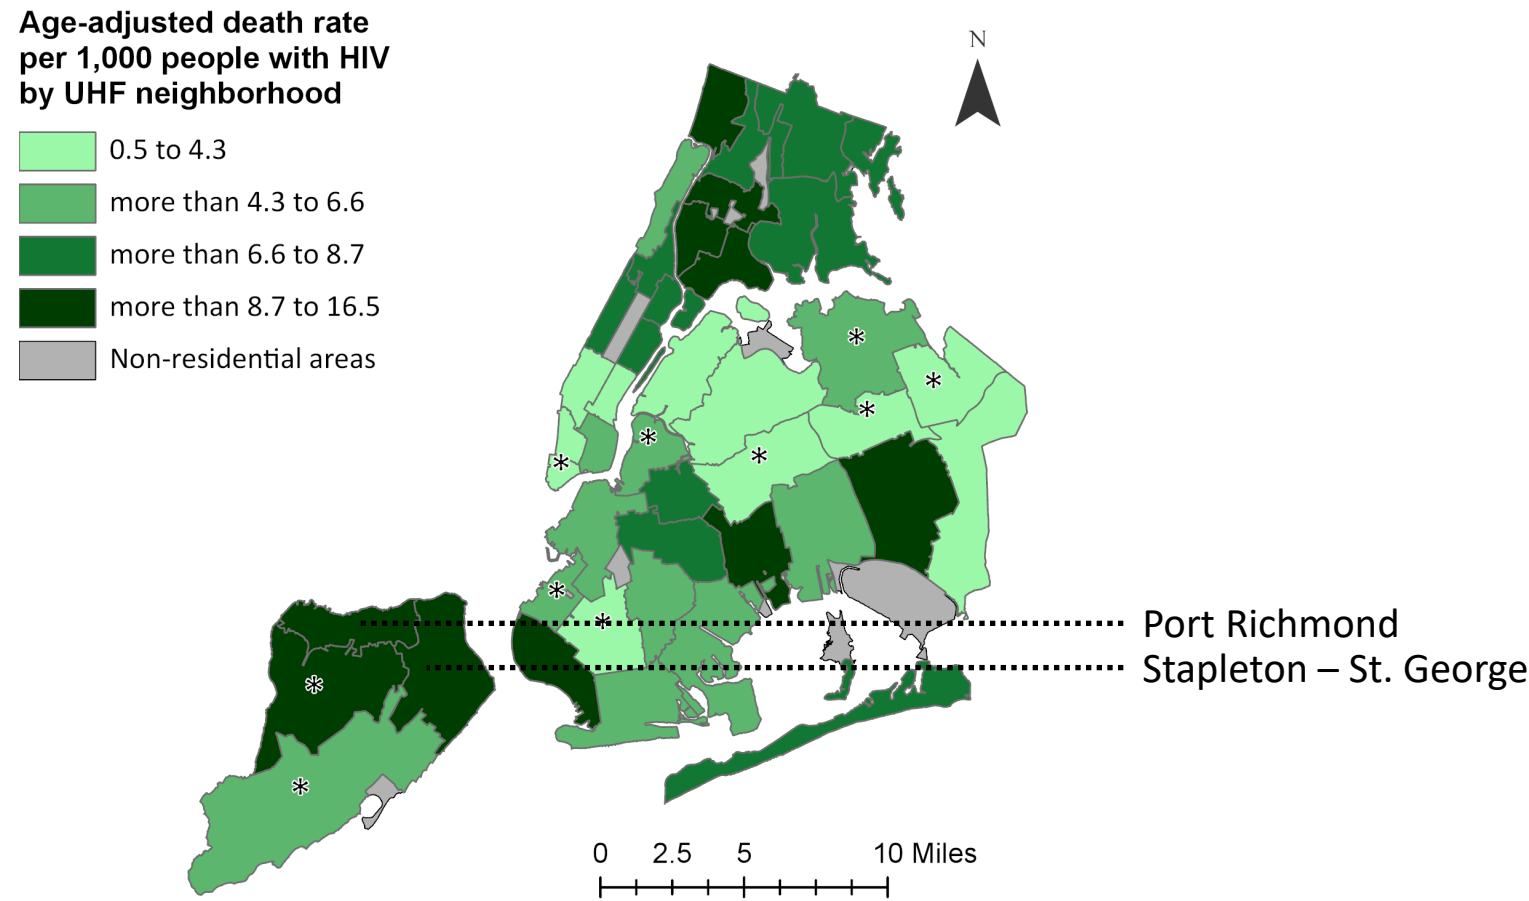 Age-adjusted death rate
per 1,000 people with HIV
by UHF neighborhood
0.5 to 4.3
more than 4.3 to 6.6
more than 6.6 to 8.7
more than 8.7 to 16.5
Non-residential areas
N
*
*
*
*
*
*
*
*
*
*
Port Richmond
Stapleton – St. George
0 2.5 5 10 Miles